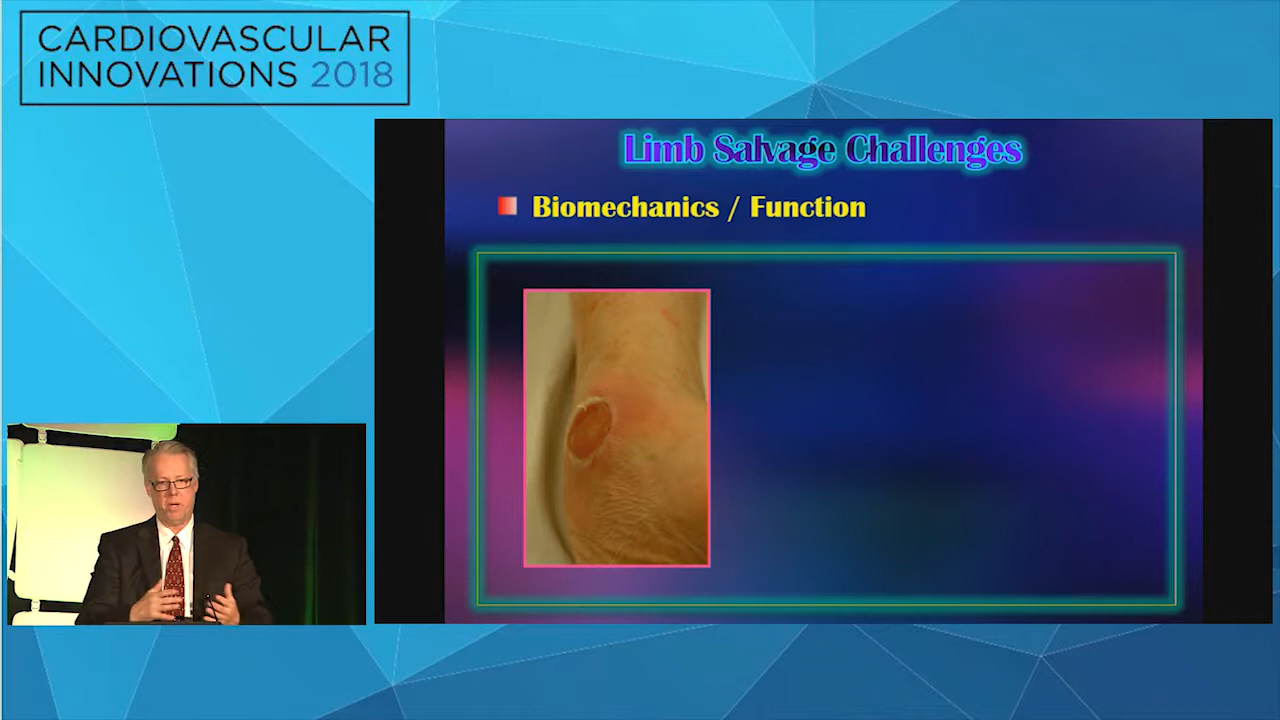 CARDIOVASCULAR
INNOVATIONS 2018
Limb Salvage Challenges
Biomechanics / Function